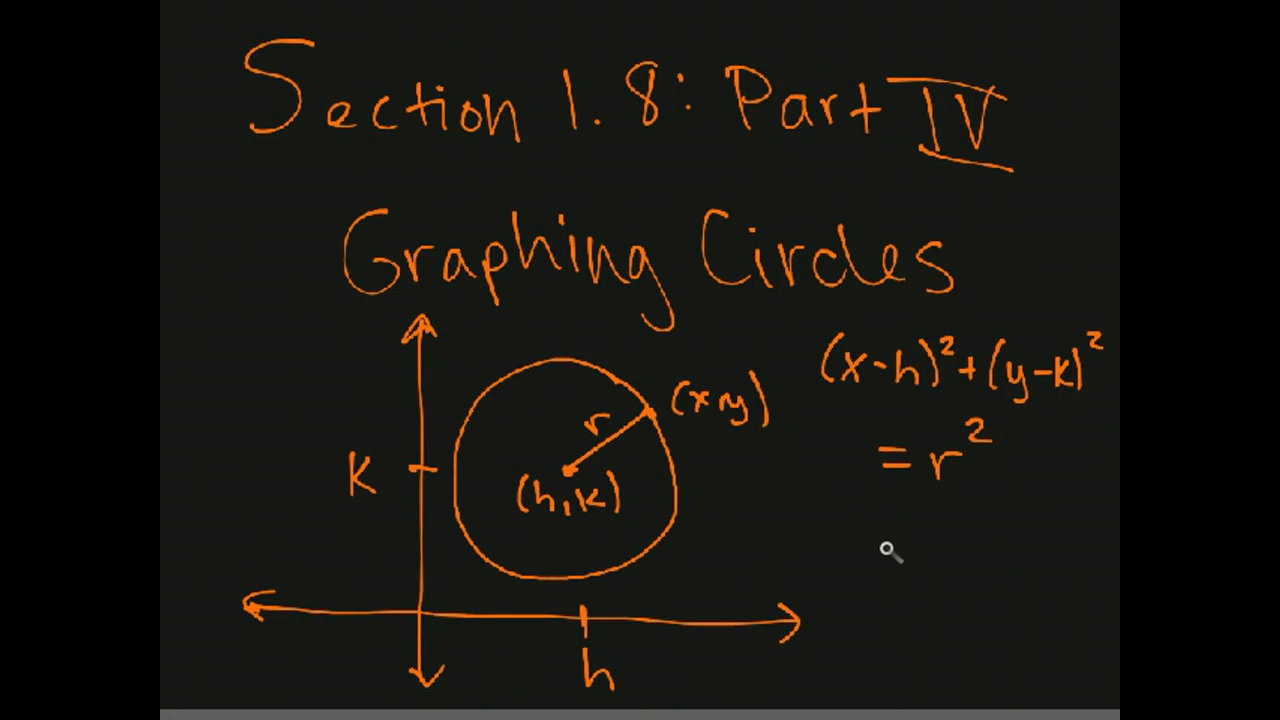 Section 1.8: Part IV
Graphing Circles
(x-h)²+(y-k)²
= r²
(x,y)
r
K
(h,k)
h